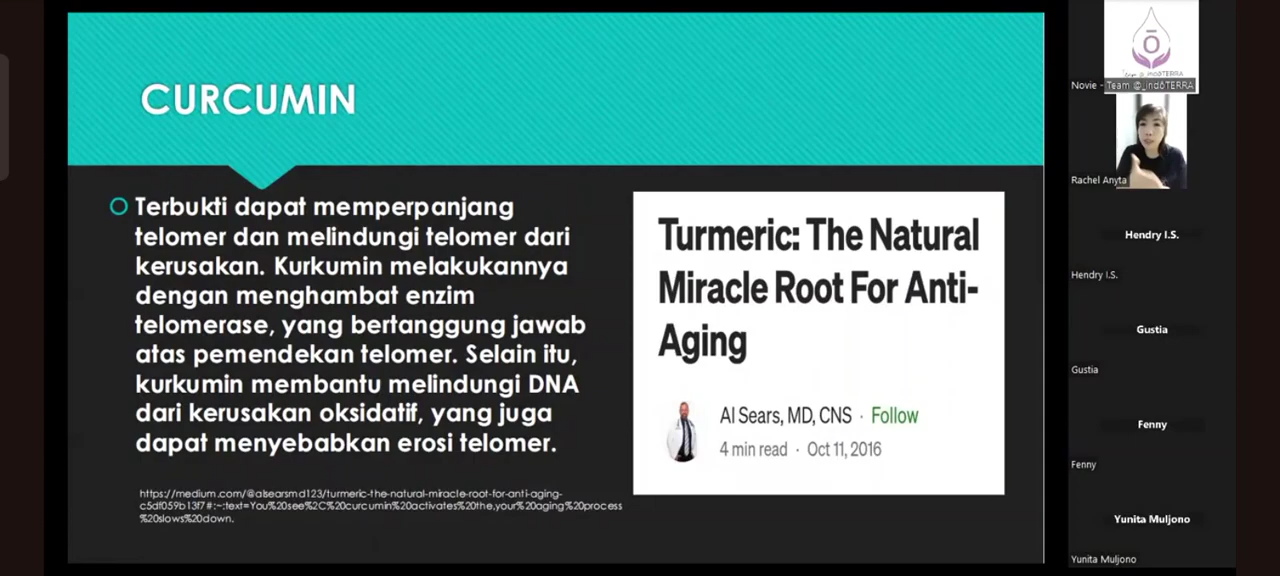 CURCUMIN
Terbukti dapat memperpanjang
telomer dan melindungi telomer dari
kerusakan. Kurkumin melakukannya
dengan menghambat enzim
telomerase, yang bertanggung jawab
atas pemendekan telomer. Selain itu,
kurkumin membantu melindungi DNA
dari kerusakan oksidatif, yang juga
dapat menyebabkan erosi telomer.
https://medium.com/@alsearsmd123/turmeric-the-natural-miracle-root-for-anti-aging-
c5df059b13f7#:~:text=You%20see%2C%20curcumin%20activates%20the,your%20aging%20process
%20slows%20down.
Turmeric: The Natural
Miracle Root For Anti-
Aging
Al Sears, MD, CNS · Follow
4 min read · Oct 11, 2016
ō
Novie - Team @_indōTERRA
Rachel Anyta
Hendry I.S.
Hendry I.S.
Gustia
Gustia
Fenny
Fenny
Yunita Muljono
Yunita Muljono